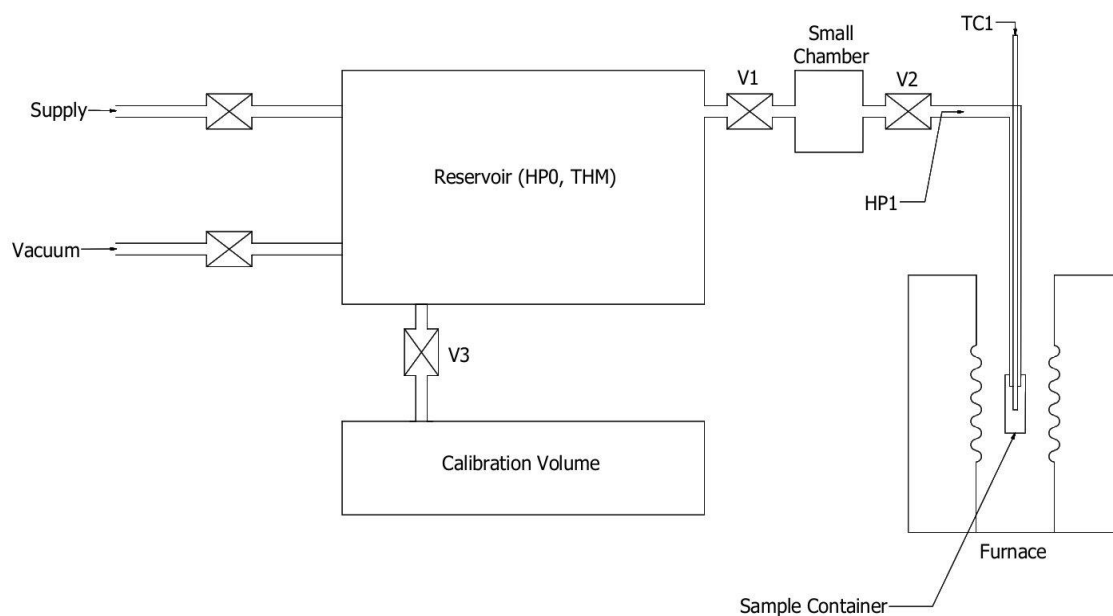 TC1
Small
Chamber
V1
V2
Supply
Reservoir (HP0, THM)
HP1
Vacuum
V3
Calibration Volume
Furnace
Sample Container